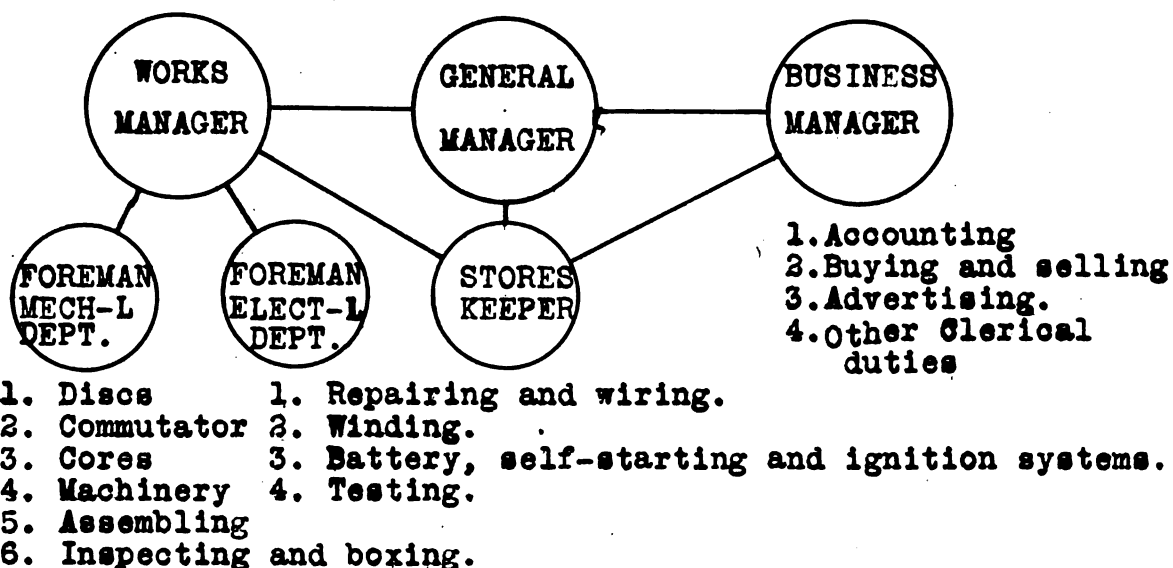 WORKS
MANAGER
GENERAL
MANAGER
BUSINESS
MANAGER
FOREMAN
MECH-L
DEPT.
FOREMAN
ELECT-L
DEPT.
STORES
KEEPER
1.Accounting
2.Buying and selling
3.Advertising.
4.Other Clerical
duties
1. Discs
2. Commutator
3. Cores
4. Machinery
5. Assembling
6. Inspecting and boxing.
1. Repairing and wiring.
2. Winding.
3. Battery, self-starting and ignition systems.
4. Testing.